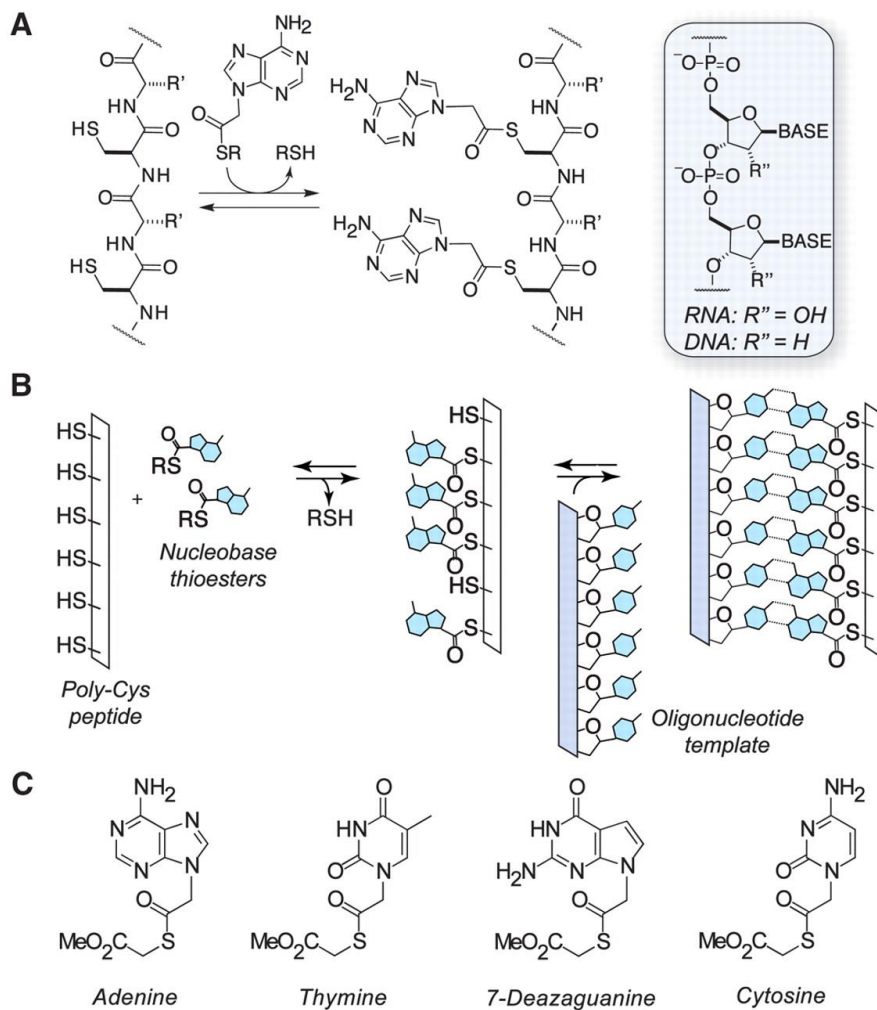 A
NH2
N
N
N
N
O
SR
RSH
O
R'
HN
HS
O
NH
O
R'
HN
HS
O
NH
H2N
N
N
N
N
O
S
O
R'
HN
O
NH
O
R'
HN
H2N
N
N
N
N
O
S
O
NH
⁻O-P=O
O
O
BASE
O
R"
⁻O-P=O
O
O
BASE
O
R"
RNA: R" = OH
DNA: R" = H
B
HS
HS
HS
HS
HS
HS
+
O
RS
O
RS
Nucleobase
thioesters
Poly-Cys
peptide
RSH
HS
S
O
S
O
S
O
HS
S
O
O
O
O
O
O
O
Oligonucleotide
template
O
S
O
O
S
O
O
S
O
O
S
O
O
S
O
O
S
O
C
NH2
N
N
N
N
O
S
MeO2C
Adenine
O
HN
O
N
O
S
MeO2C
Thymine
O
HN
H2N
N
N
O
S
MeO2C
7-Deazaguanine
NH2
N
O
N
O
S
MeO2C
Cytosine